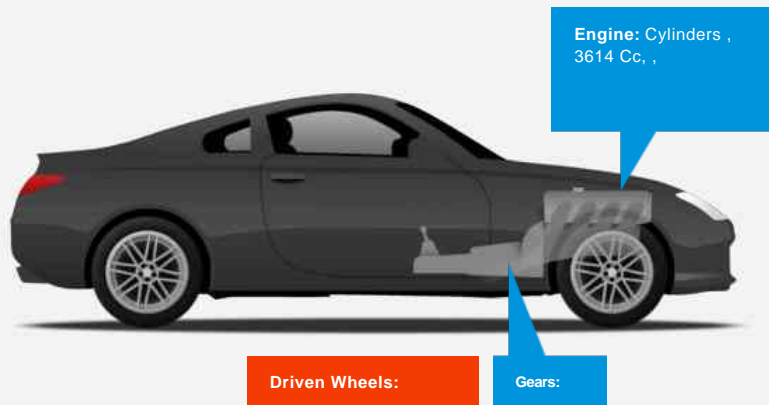 Engine: Cylinders ,
3614 Cc, ,
Driven Wheels:
Gears: